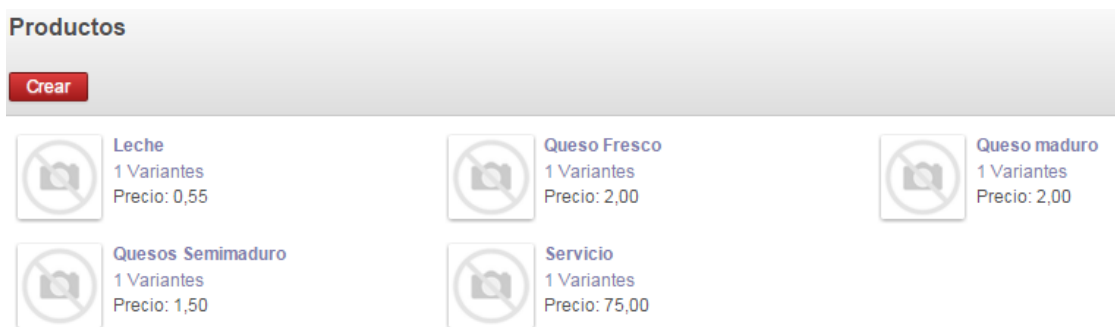 Productos
Crear
Leche
1 Variantes
Precio: 0,55
Queso Fresco
1 Variantes
Precio: 2,00
Queso maduro
1 Variantes
Precio: 2,00
Quesos Semimaduro
1 Variantes
Precio: 1,50
Servicio
1 Variantes
Precio: 75,00